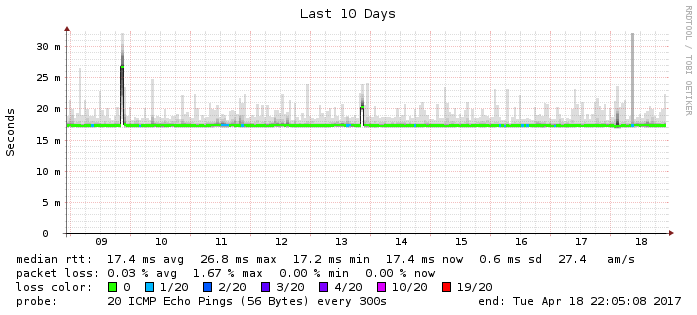 Last 10 Days
RRDTOOL / TOBI OETIKER
Seconds
30 m
25 m
20 m
15 m
10 m
5 m
0
09 10 11 12 13 14 15 16 17 18
median rtt: 17.4 ms avg 26.8 ms max 17.2 ms min 17.4 ms now 0.6 ms sd 27.4 am/s
packet loss: 0.03 % avg 1.67 % max 0.00 % min 0.00 % now
loss color: 0 1/20 2/20 3/20 4/20 10/20 19/20
probe: 20 ICMP Echo Pings (56 Bytes) every 300s end: Tue Apr 18 22:05:08 2017